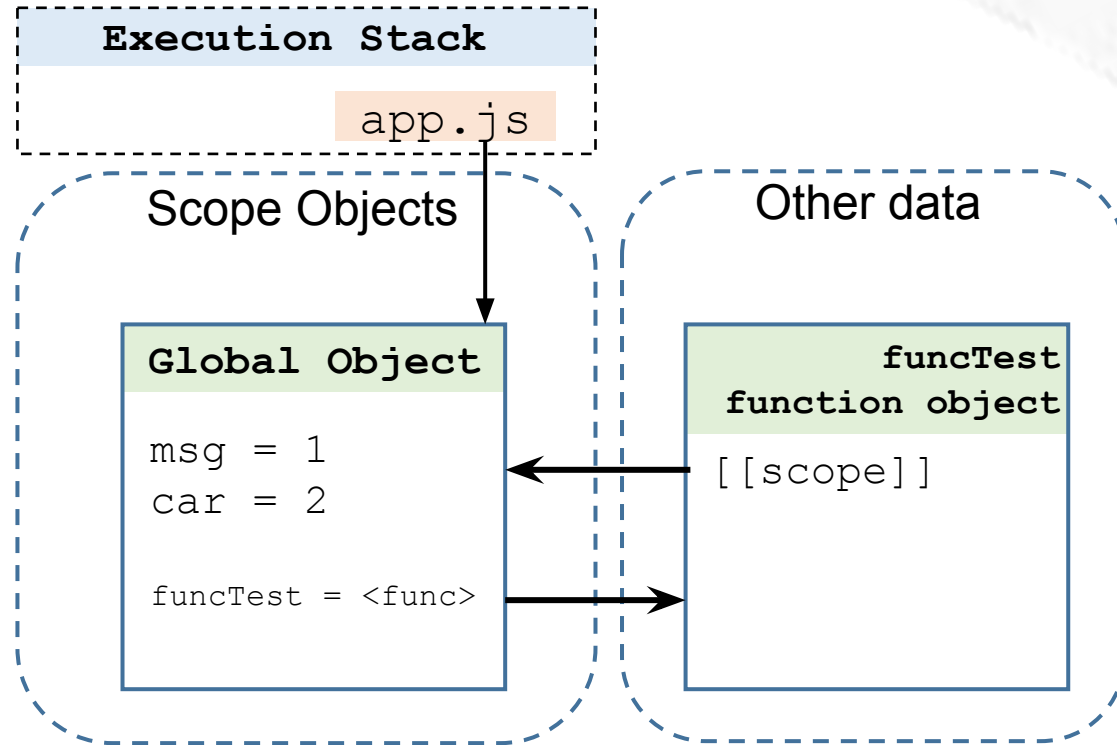 Execution Stack
app.js
Scope Objects
Global Object
msg = 1
car = 2
funcTest = <func>
Other data
funcTest
function object
[[scope]]